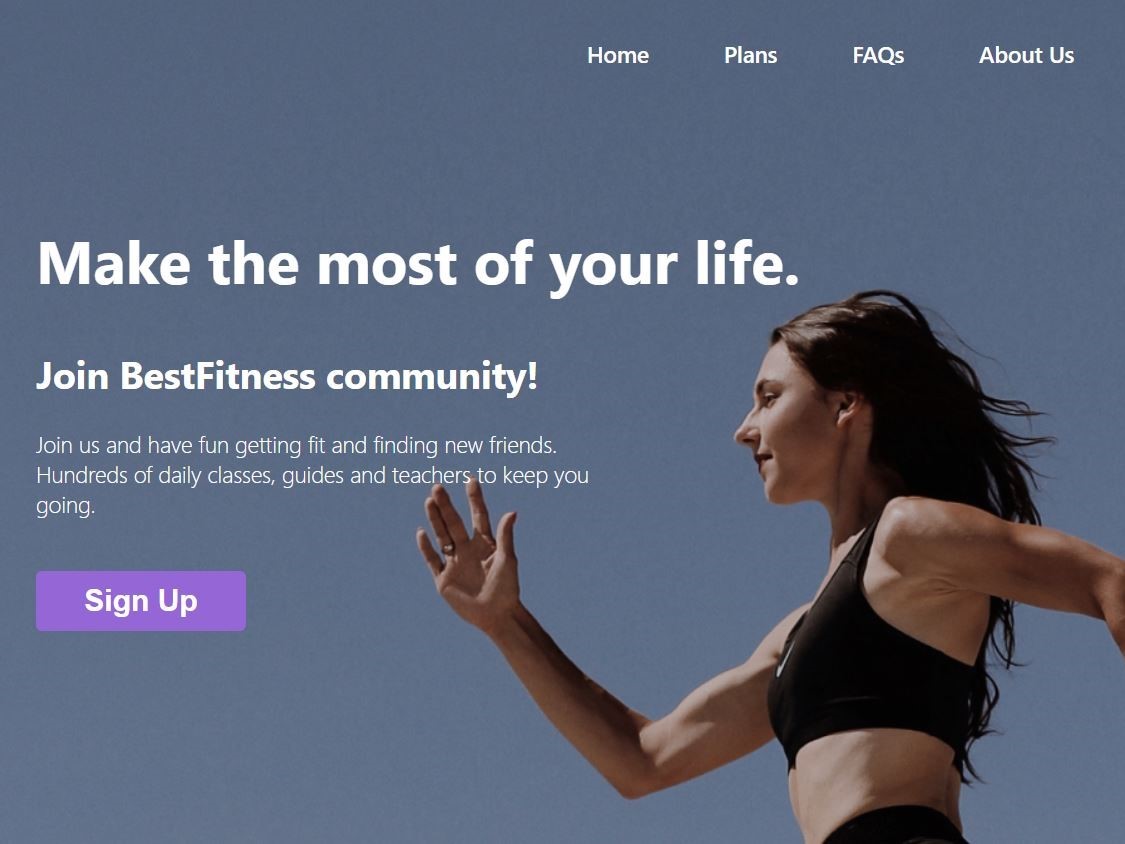 Home Plans FAQs About Us
Make the most of your life.
Join BestFitness community!
Join us and have fun getting fit and finding new friends.
Hundreds of daily classes, guides and teachers to keep you
going.
Sign Up